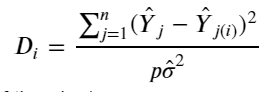 D_i = \frac{\sum_{j=1}^{n} (\hat{Y}_j - \hat{Y}_{j(i)})^2}{p\hat{\sigma}^2}